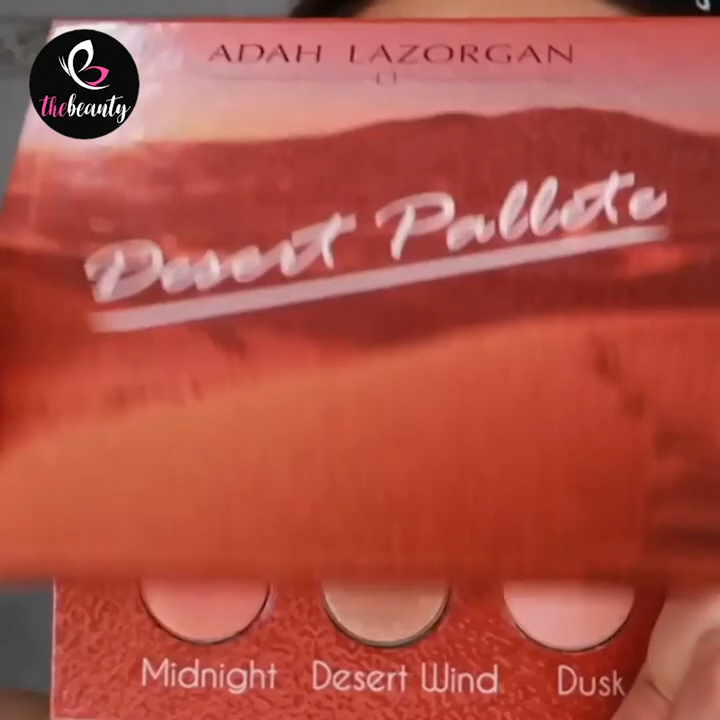 ADAH LAZORGAN
thebeauty
Desert Pallete
Midnight Desert Wind Dusk